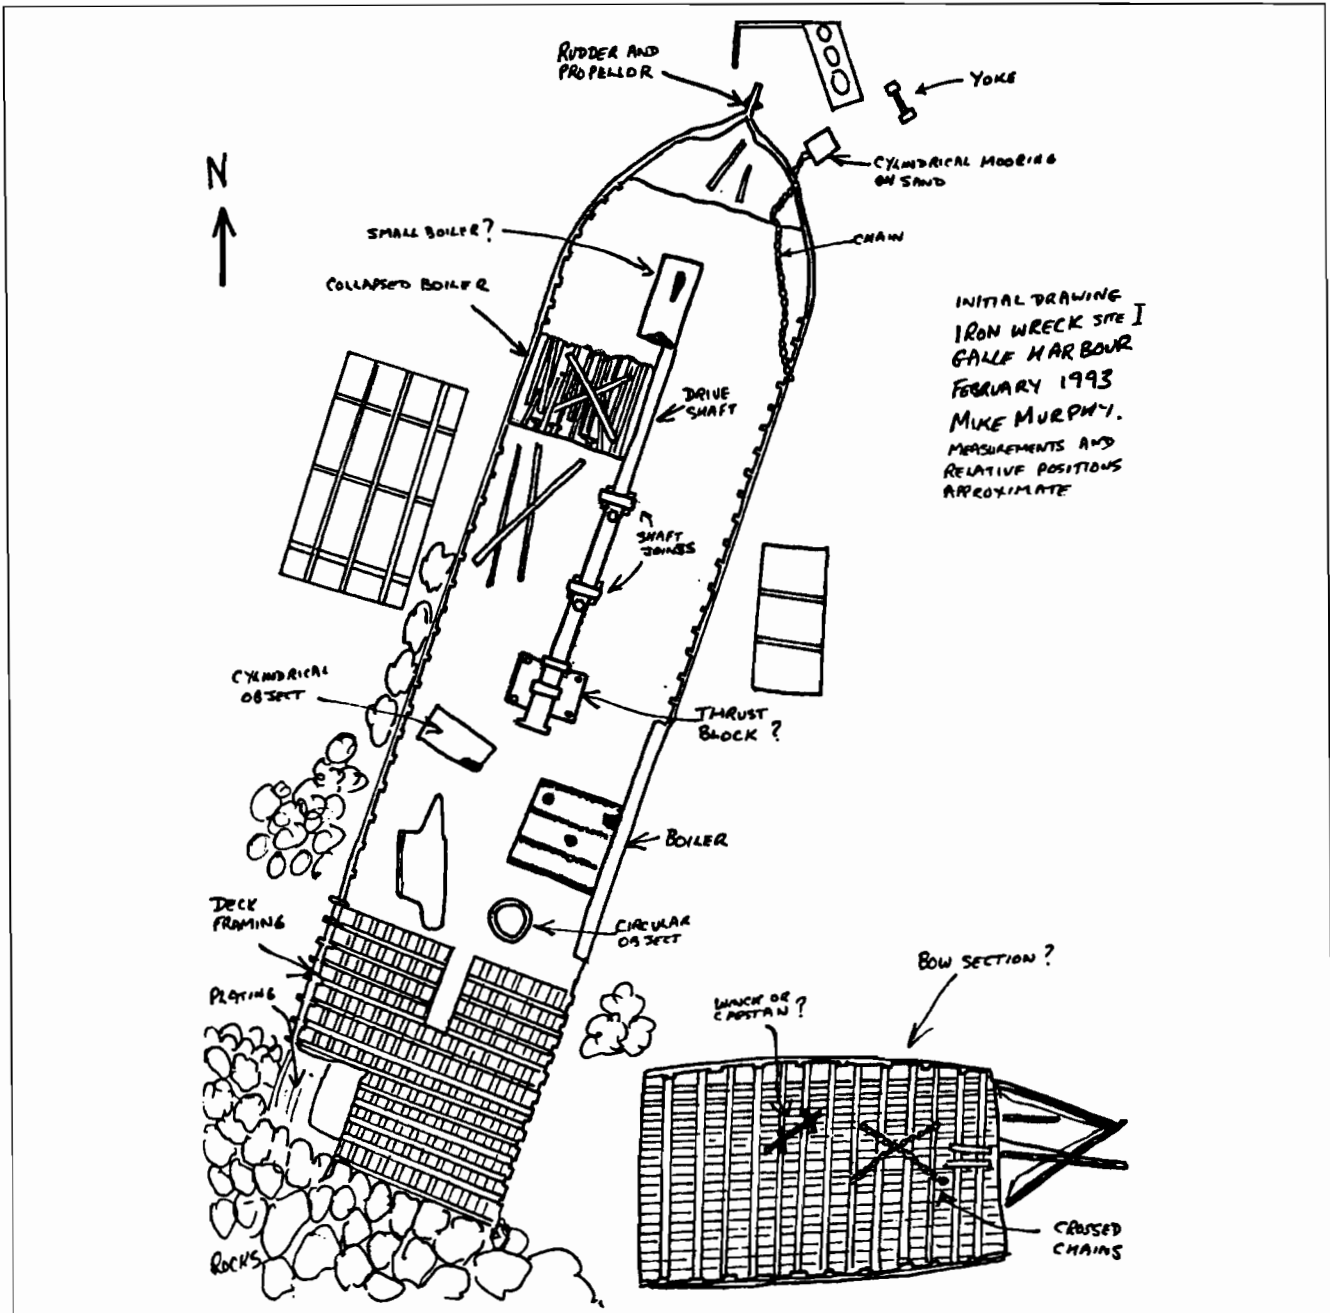 RUDDER AND
PROPELLOR
YOKE
N
CYLINDRICAL MOORING
ON SAND
SMALL BOILER?
CHAIN
COLLAPSED BOILER
INITIAL DRAWING
IRON WRECK SITE I
GALLE HARBOUR
FEBRUARY 1993
MIKE MURPHY.
MEASUREMENTS AND
RELATIVE POSITIONS
APPROXIMATE
DRIVE
SHAFT
SHAFT
JOINTS
CYLINDRICAL
OBJECT
THRUST
BLOCK ?
BOILER
DECK
FRAMING
CIRCULAR
OBJECT
PLATING
BOW SECTION ?
WINCH OR
CAPSTAN ?
CROSSED
CHAINS
ROCKS